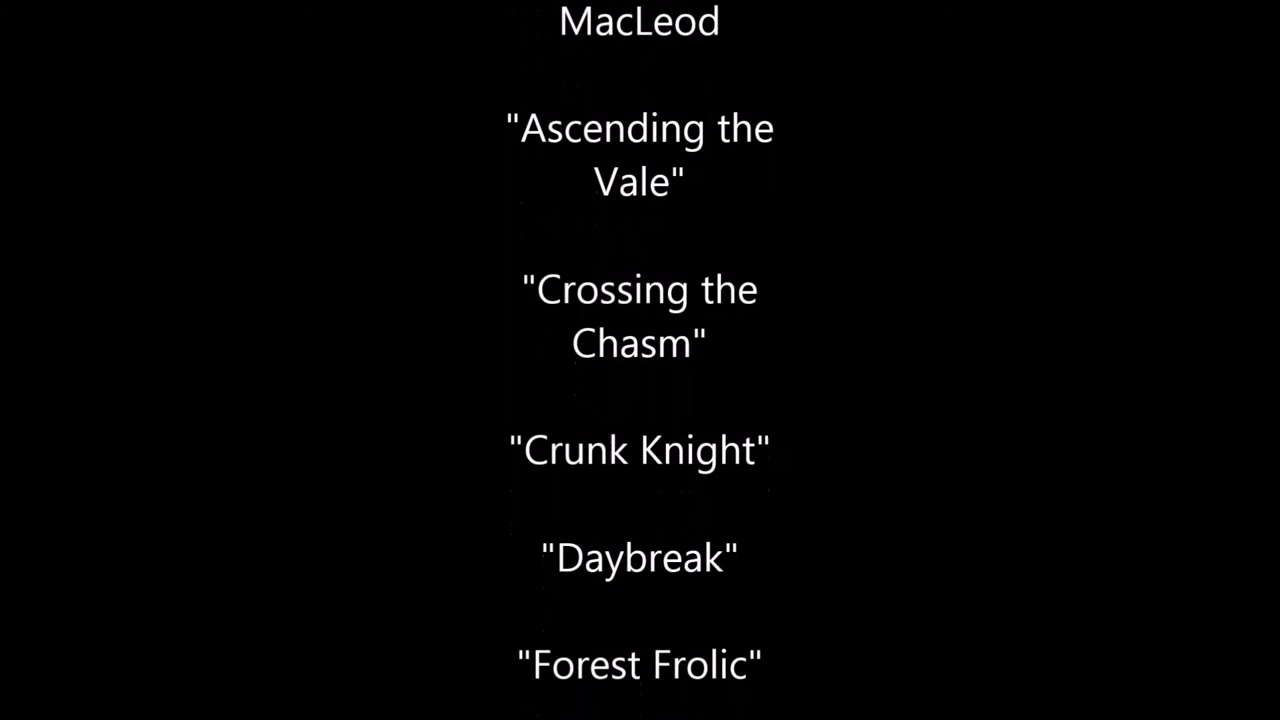 MacLeod
"Ascending the
Vale"
"Crossing the
Chasm"
"Crunk Knight"
"Daybreak"
"Forest Frolic"